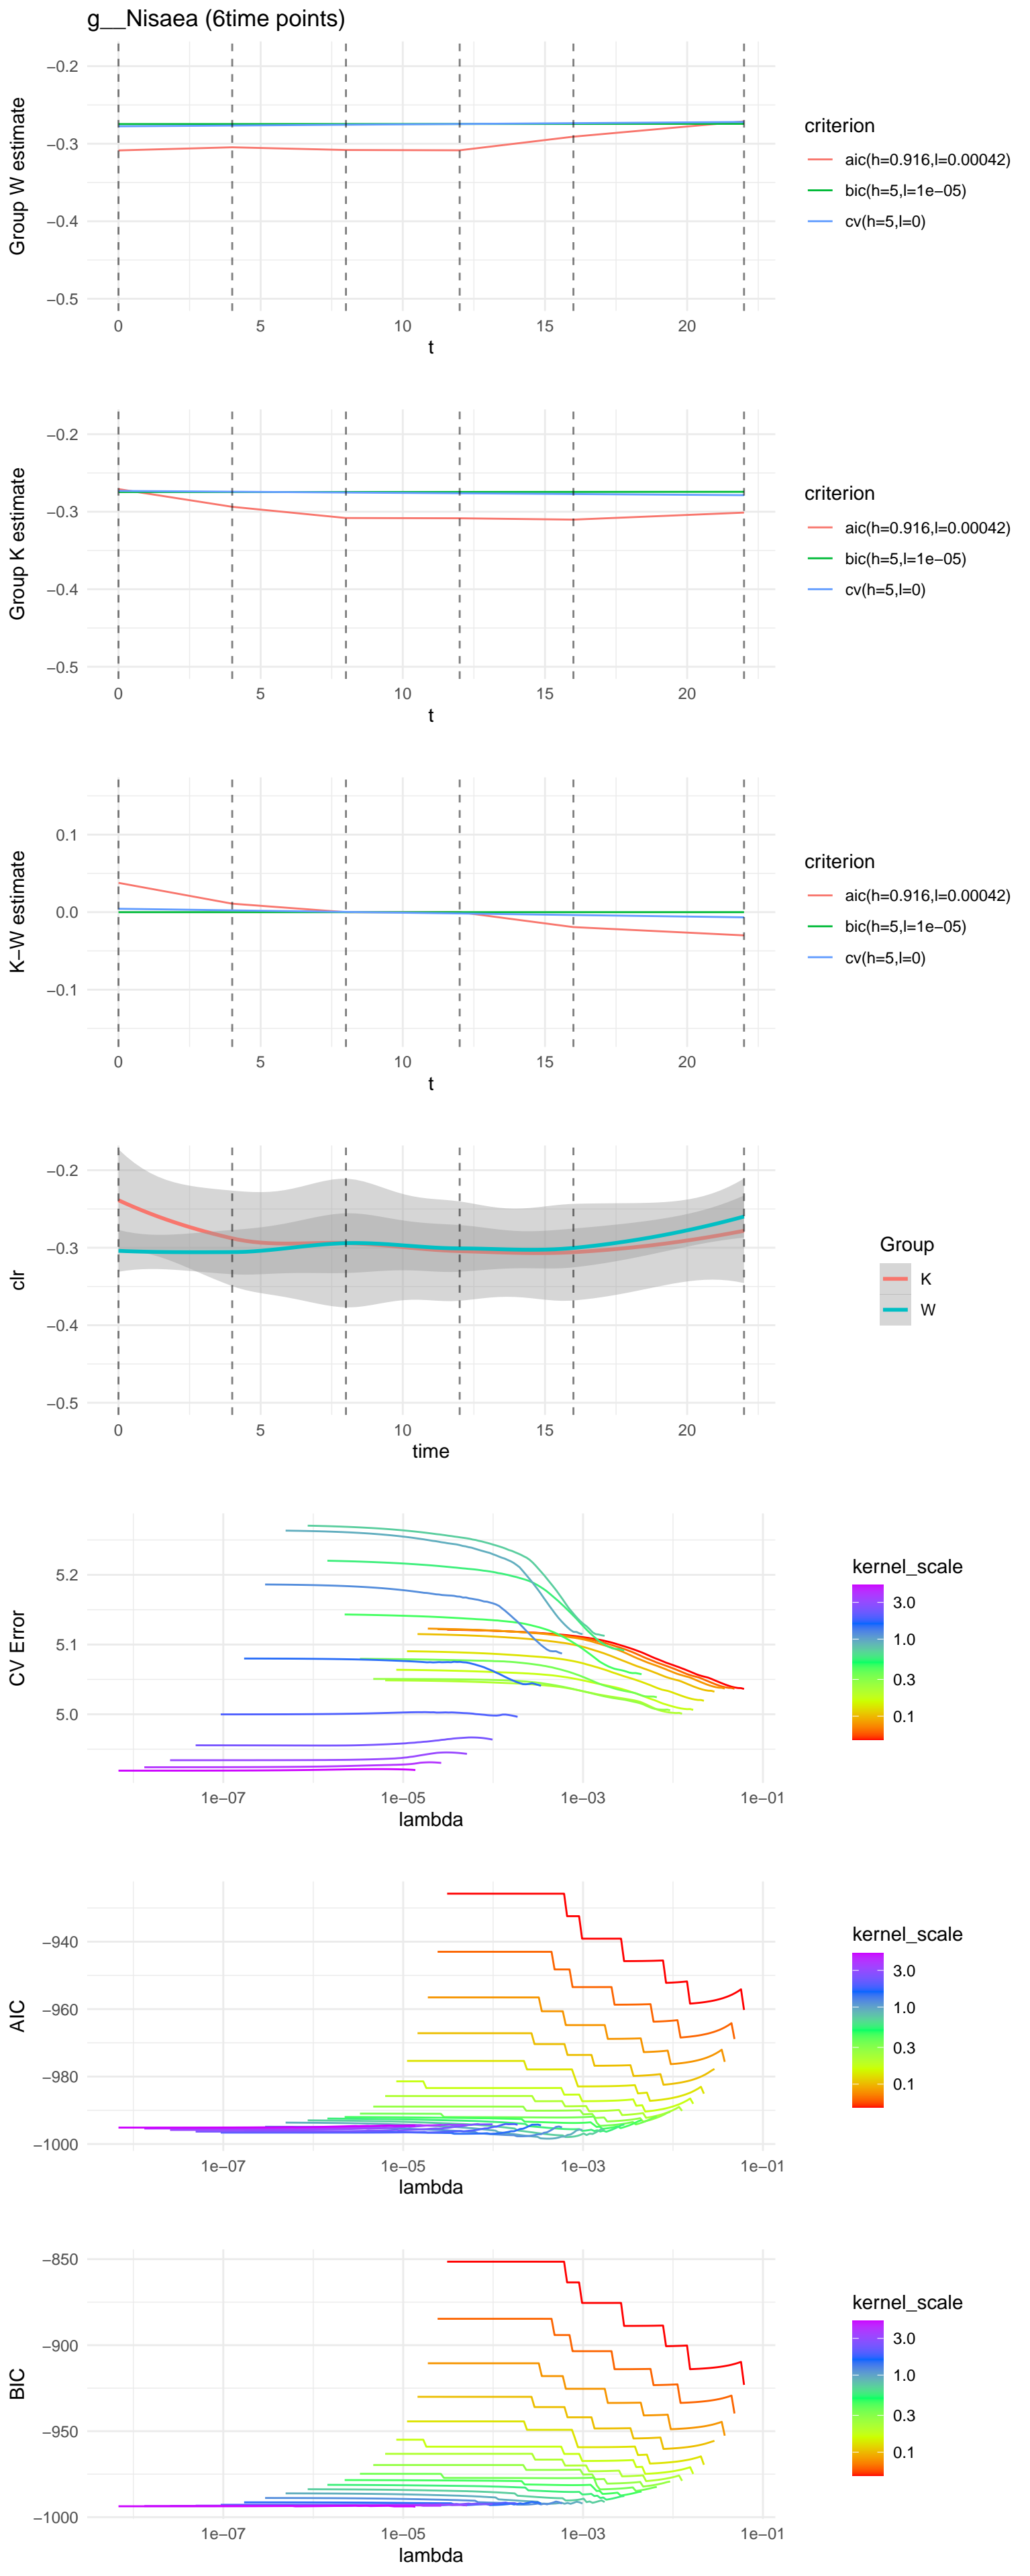 g__Nisaea (6time points)
Group W estimate
−0.2
−0.3
−0.4
−0.5
0 5 10 15 20
t
criterion
aic(h=0.916,l=0.00042)
bic(h=5,l=1e−05)
cv(h=5,l=0)
Group K estimate
−0.2
−0.3
−0.4
−0.5
0 5 10 15 20
t
criterion
aic(h=0.916,l=0.00042)
bic(h=5,l=1e−05)
cv(h=5,l=0)
K−W estimate
0.1
0.0
−0.1
0 5 10 15 20
t
criterion
aic(h=0.916,l=0.00042)
bic(h=5,l=1e−05)
cv(h=5,l=0)
clr
−0.2
−0.3
−0.4
−0.5
0 5 10 15 20
time
Group
K
W
CV Error
5.2
5.1
5.0
1e−07 1e−05 1e−03 1e−01
lambda
kernel_scale
3.0
1.0
0.3
0.1
AIC
−940
−960
−980
−1000
1e−07 1e−05 1e−03 1e−01
lambda
kernel_scale
3.0
1.0
0.3
0.1
BIC
−850
−900
−950
−1000
1e−07 1e−05 1e−03 1e−01
lambda
kernel_scale
3.0
1.0
0.3
0.1